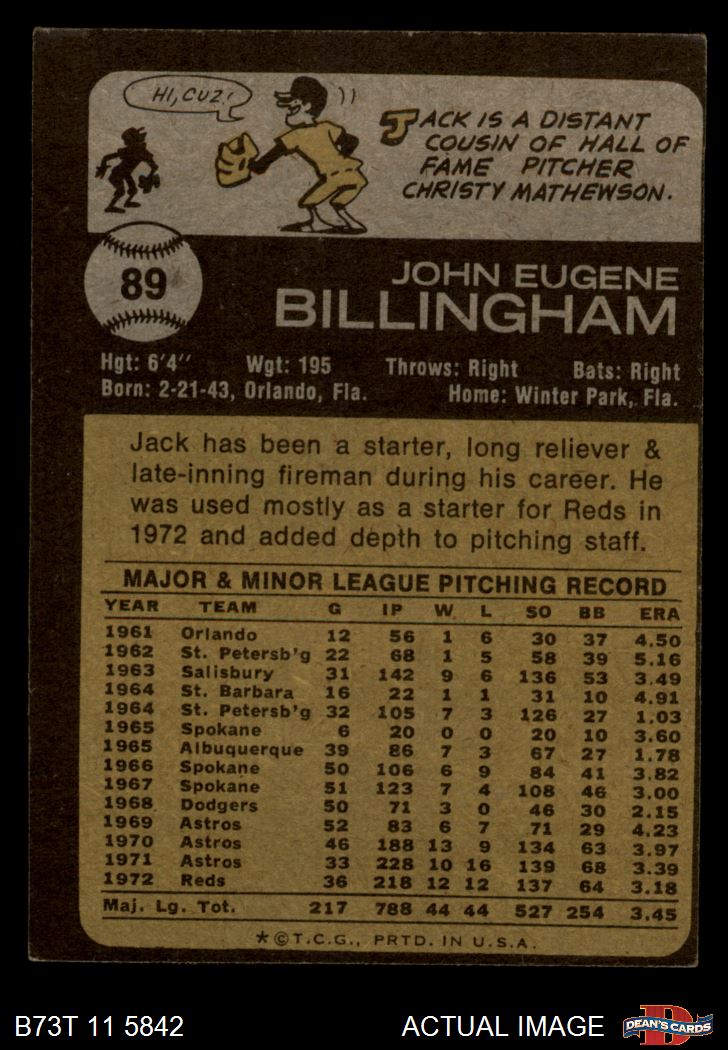 HI, CUZ!
JACK IS A DISTANT
COUSIN OF HALL OF
FAME PITCHER
CHRISTY MATHEWSON.
89
JOHN EUGENE
BILLINGHAM
Hgt: 6'4" Wgt: 195 Throws: Right Bats: Right
Born: 2-21-43, Orlando, Fla. Home: Winter Park, Fla.
Jack has been a starter, long reliever &
late-inning fireman during his career. He
was used mostly as a starter for Reds in
1972 and added depth to pitching staff.
MAJOR & MINOR LEAGUE PITCHING RECORD
YEAR TEAM G IP W L SO BB ERA
1961 Orlando 12 56 1 6 30 37 4.50
1962 St. Petersb'g 22 68 1 5 58 39 5.16
1963 Salisbury 31 142 9 6 136 53 3.49
1964 St. Barbara 16 22 1 1 31 10 4.91
1964 St. Petersb'g 32 105 7 3 126 27 1.03
1965 Spokane 6 20 0 0 20 10 3.60
1965 Albuquerque 39 86 7 3 67 27 1.78
1966 Spokane 50 106 6 9 84 41 3.82
1967 Spokane 51 123 7 4 108 46 3.00
1968 Dodgers 50 71 3 0 46 30 2.15
1969 Astros 52 83 6 7 71 29 4.23
1970 Astros 46 188 13 9 134 63 3.97
1971 Astros 33 228 10 16 139 68 3.39
1972 Reds 36 218 12 12 137 64 3.18
Maj. Lg. Tot. 217 788 44 44 527 254 3.45
*©T.C.G., PRTD. IN U.S.A.
B73T 11 5842 ACTUAL IMAGE
D
DEAN'S CARDS